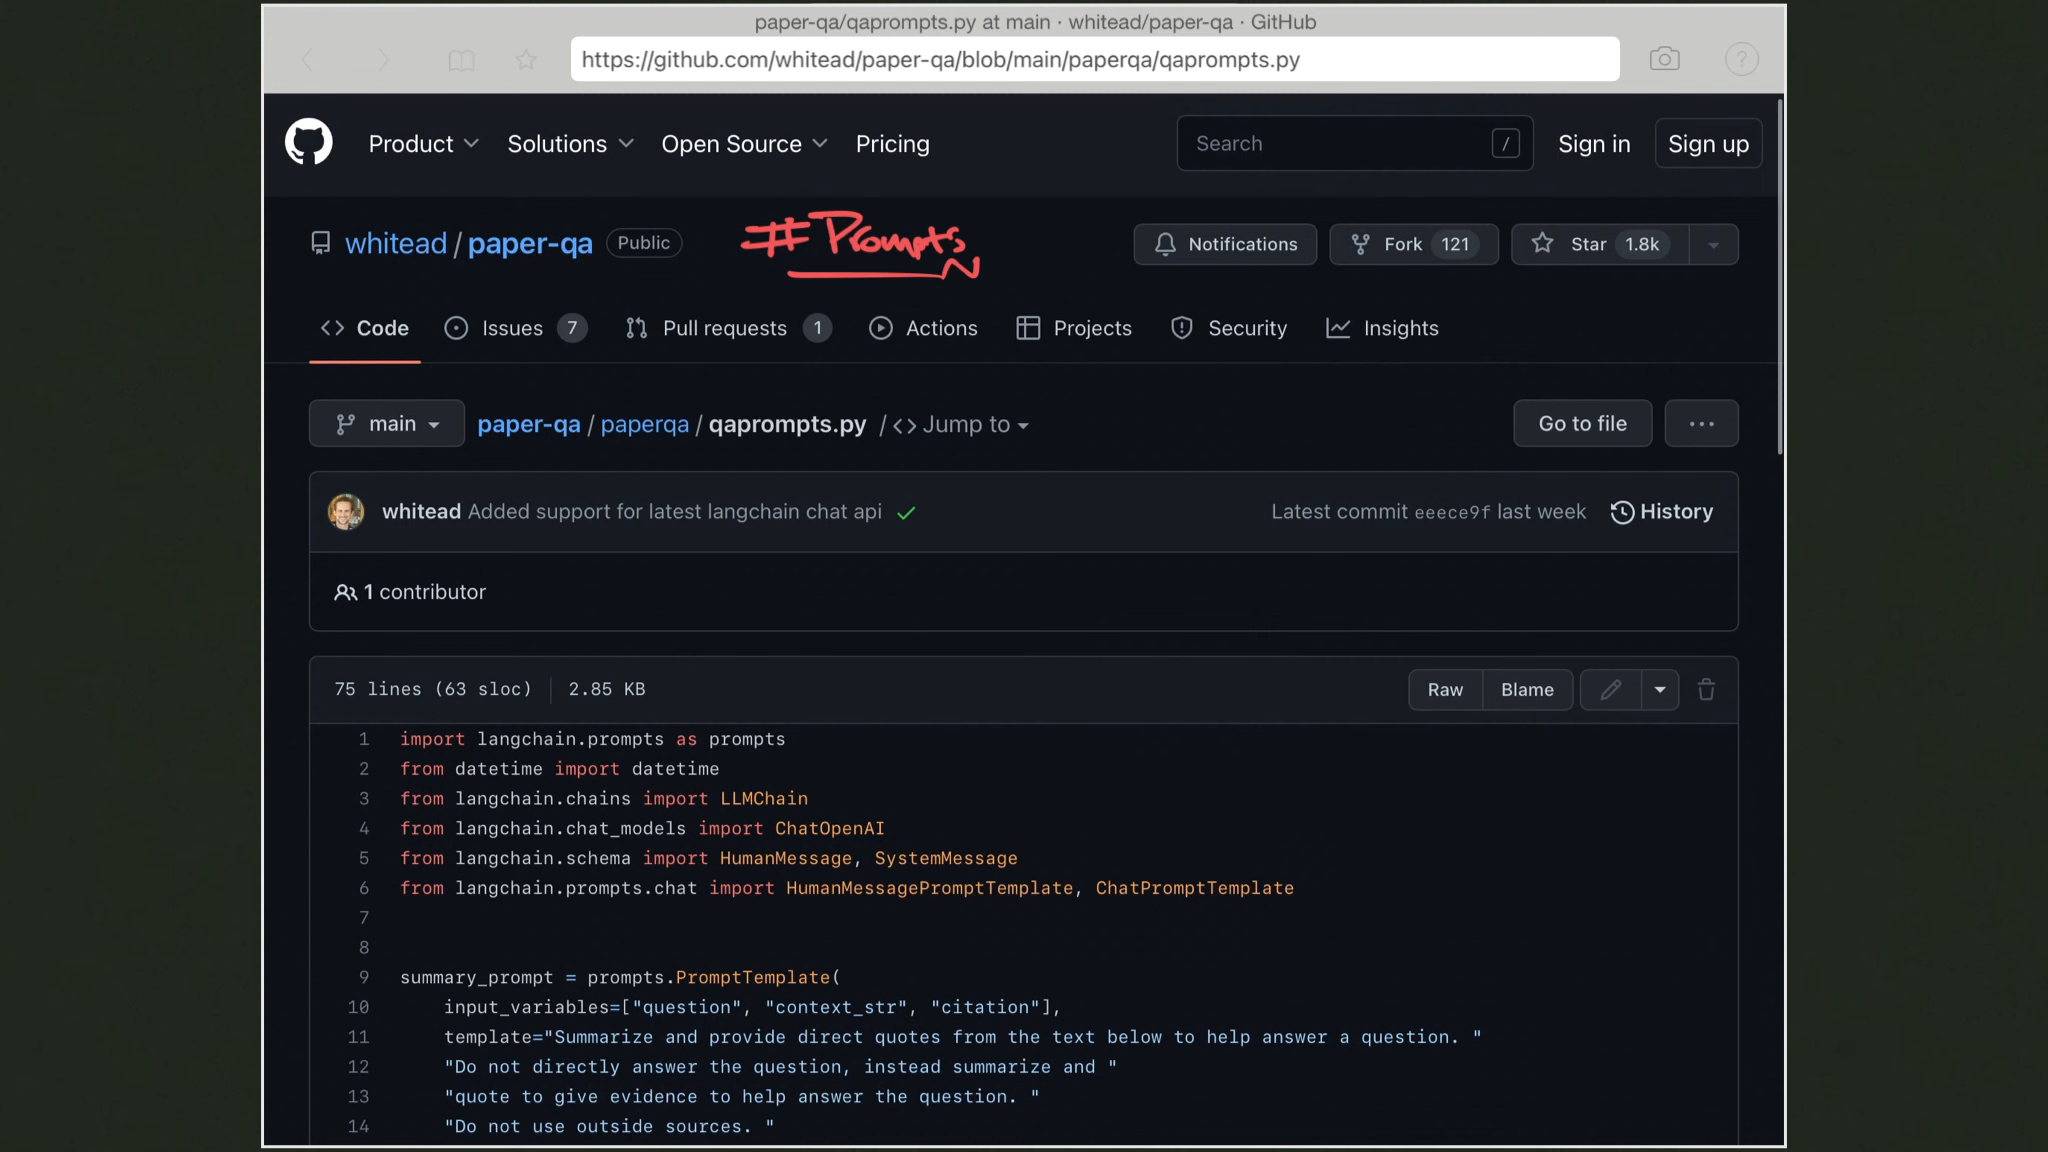 paper-qa/qaprompts.py at main · whitead/paper-qa · GitHub
https://github.com/whitead/paper-qa/blob/main/paperqa/qaprompts.py
?
Product Solutions Open Source Pricing Search / Sign in Sign up
whitead / paper-qa Public #Prompts Notifications Fork 121 Star 1.8k
Code Issues 7 Pull requests 1 Actions Projects Security Insights
main paper-qa / paperqa / qaprompts.py / <> Jump to Go to file ...
whitead Added support for latest langchain chat api Latest commit eeece9f last week History
1 contributor
75 lines (63 sloc) 2.85 KB Raw Blame
1 import langchain.prompts as prompts
2 from datetime import datetime
3 from langchain.chains import LLMChain
4 from langchain.chat_models import ChatOpenAI
5 from langchain.schema import HumanMessage, SystemMessage
6 from langchain.prompts.chat import HumanMessagePromptTemplate, ChatPromptTemplate
7
8
9 summary_prompt = prompts.PromptTemplate(
10 input_variables=["question", "context_str", "citation"],
11 template="Summarize and provide direct quotes from the text below to help answer a question. "
12 "Do not directly answer the question, instead summarize and "
13 "quote to give evidence to help answer the question. "
14 "Do not use outside sources. "